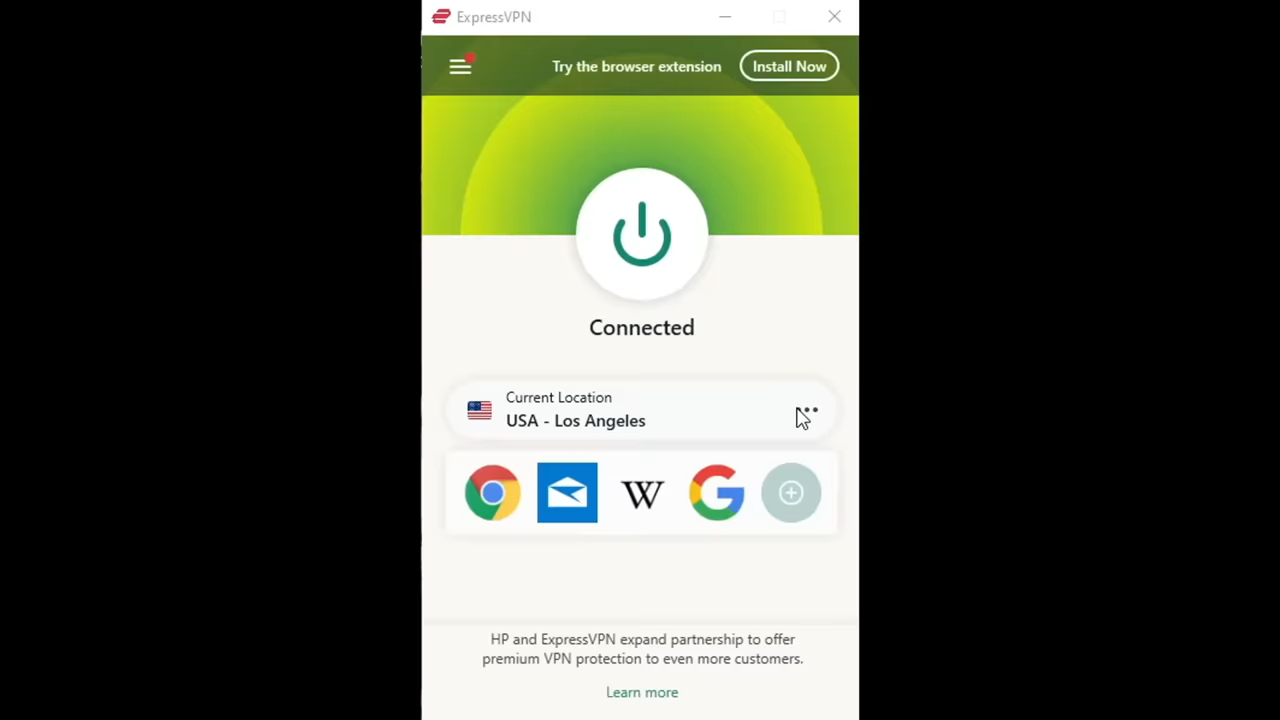 ExpressVPN
Try the browser extension
Install Now
Connected
Current Location
USA - Los Angeles
W
G
HP and ExpressVPN expand partnership to offer
premium VPN protection to even more customers.
Learn more